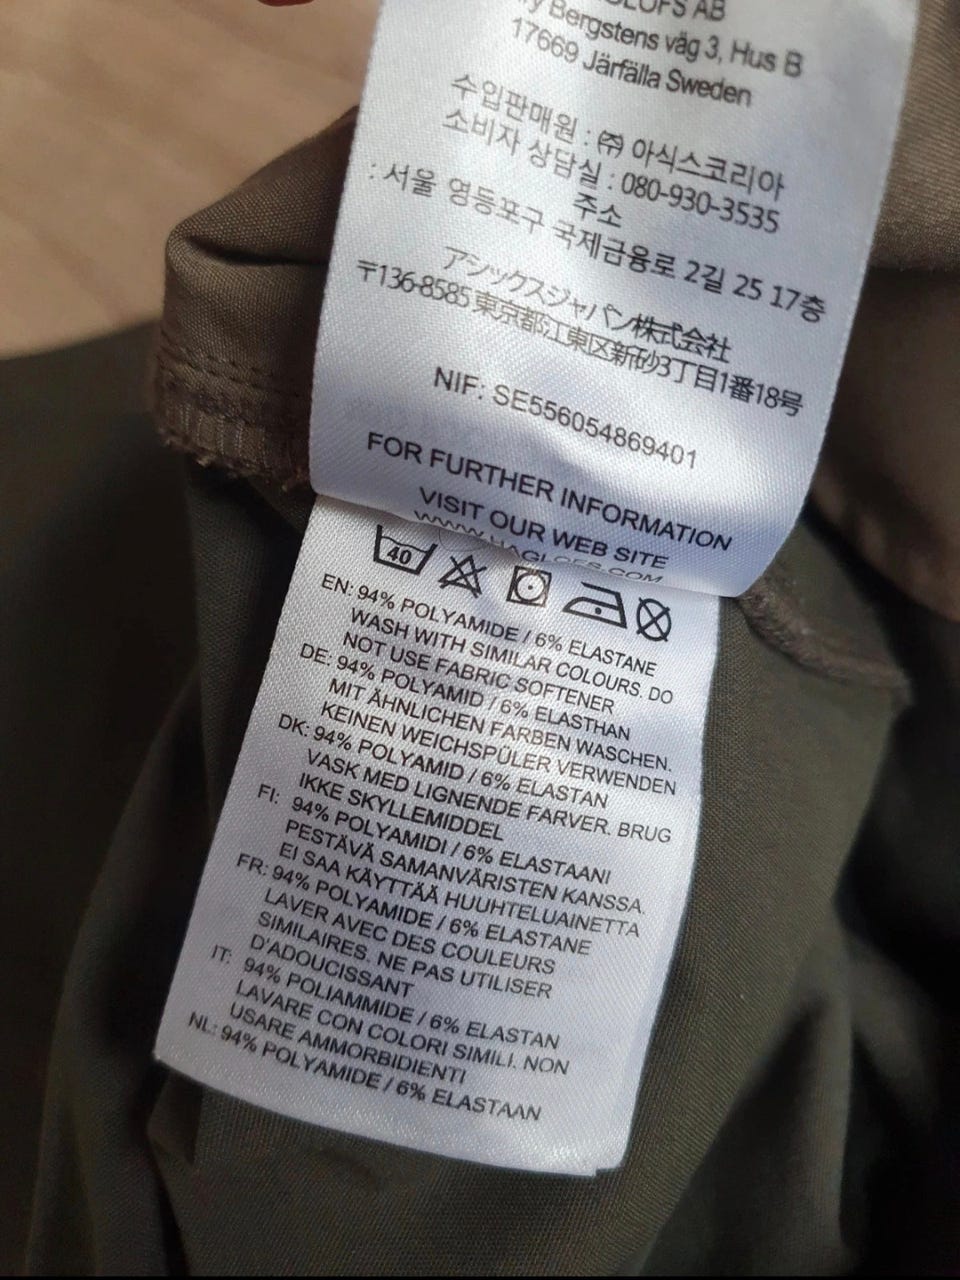 GLÖFS AB
y Bergstens väg 3, Hus B
17669 Järfälla Sweden
수입판매원 : ㈜ 아식스코리아
소비자 상담실 : 080-930-3535
주소
: 서울 영등포구 국제금융로 2길 25 17층
アシックスジャパン株式会社
〒136-8585 東京都江東区新砂3丁目1番18号
NIF: SE556054869401
FOR FURTHER INFORMATION
VISIT OUR WEB SITE
WWW.HAGLOFS.COM
40
EN: 94% POLYAMIDE / 6% ELASTANE
WASH WITH SIMILAR COLOURS. DO
NOT USE FABRIC SOFTENER
DE: 94% POLYAMID / 6% ELASTHAN
MIT ÄHNLICHEN FARBEN WASCHEN.
KEINEN WEICHSPÜLER VERWENDEN
DK: 94% POLYAMID / 6% ELASTAN
VASK MED LIGNENDE FARVER. BRUG
IKKE SKYLLEMIDDEL
FI: 94% POLYAMIDI / 6% ELASTAANI
PESTÄVÄ SAMANVÄRISTEN KANSSA.
EI SAA KÄYTTÄÄ HUUHTELUAINETTA
FR: 94% POLYAMIDE / 6% ELASTANE
LAVER AVEC DES COULEURS
SIMILAIRES. NE PAS UTILISER
D'ADOUCISSANT
IT: 94% POLIAMMIDE / 6% ELASTAN
LAVARE CON COLORI SIMILI. NON
USARE AMMORBIDIENTI
NL: 94% POLYAMIDE / 6% ELASTAAN